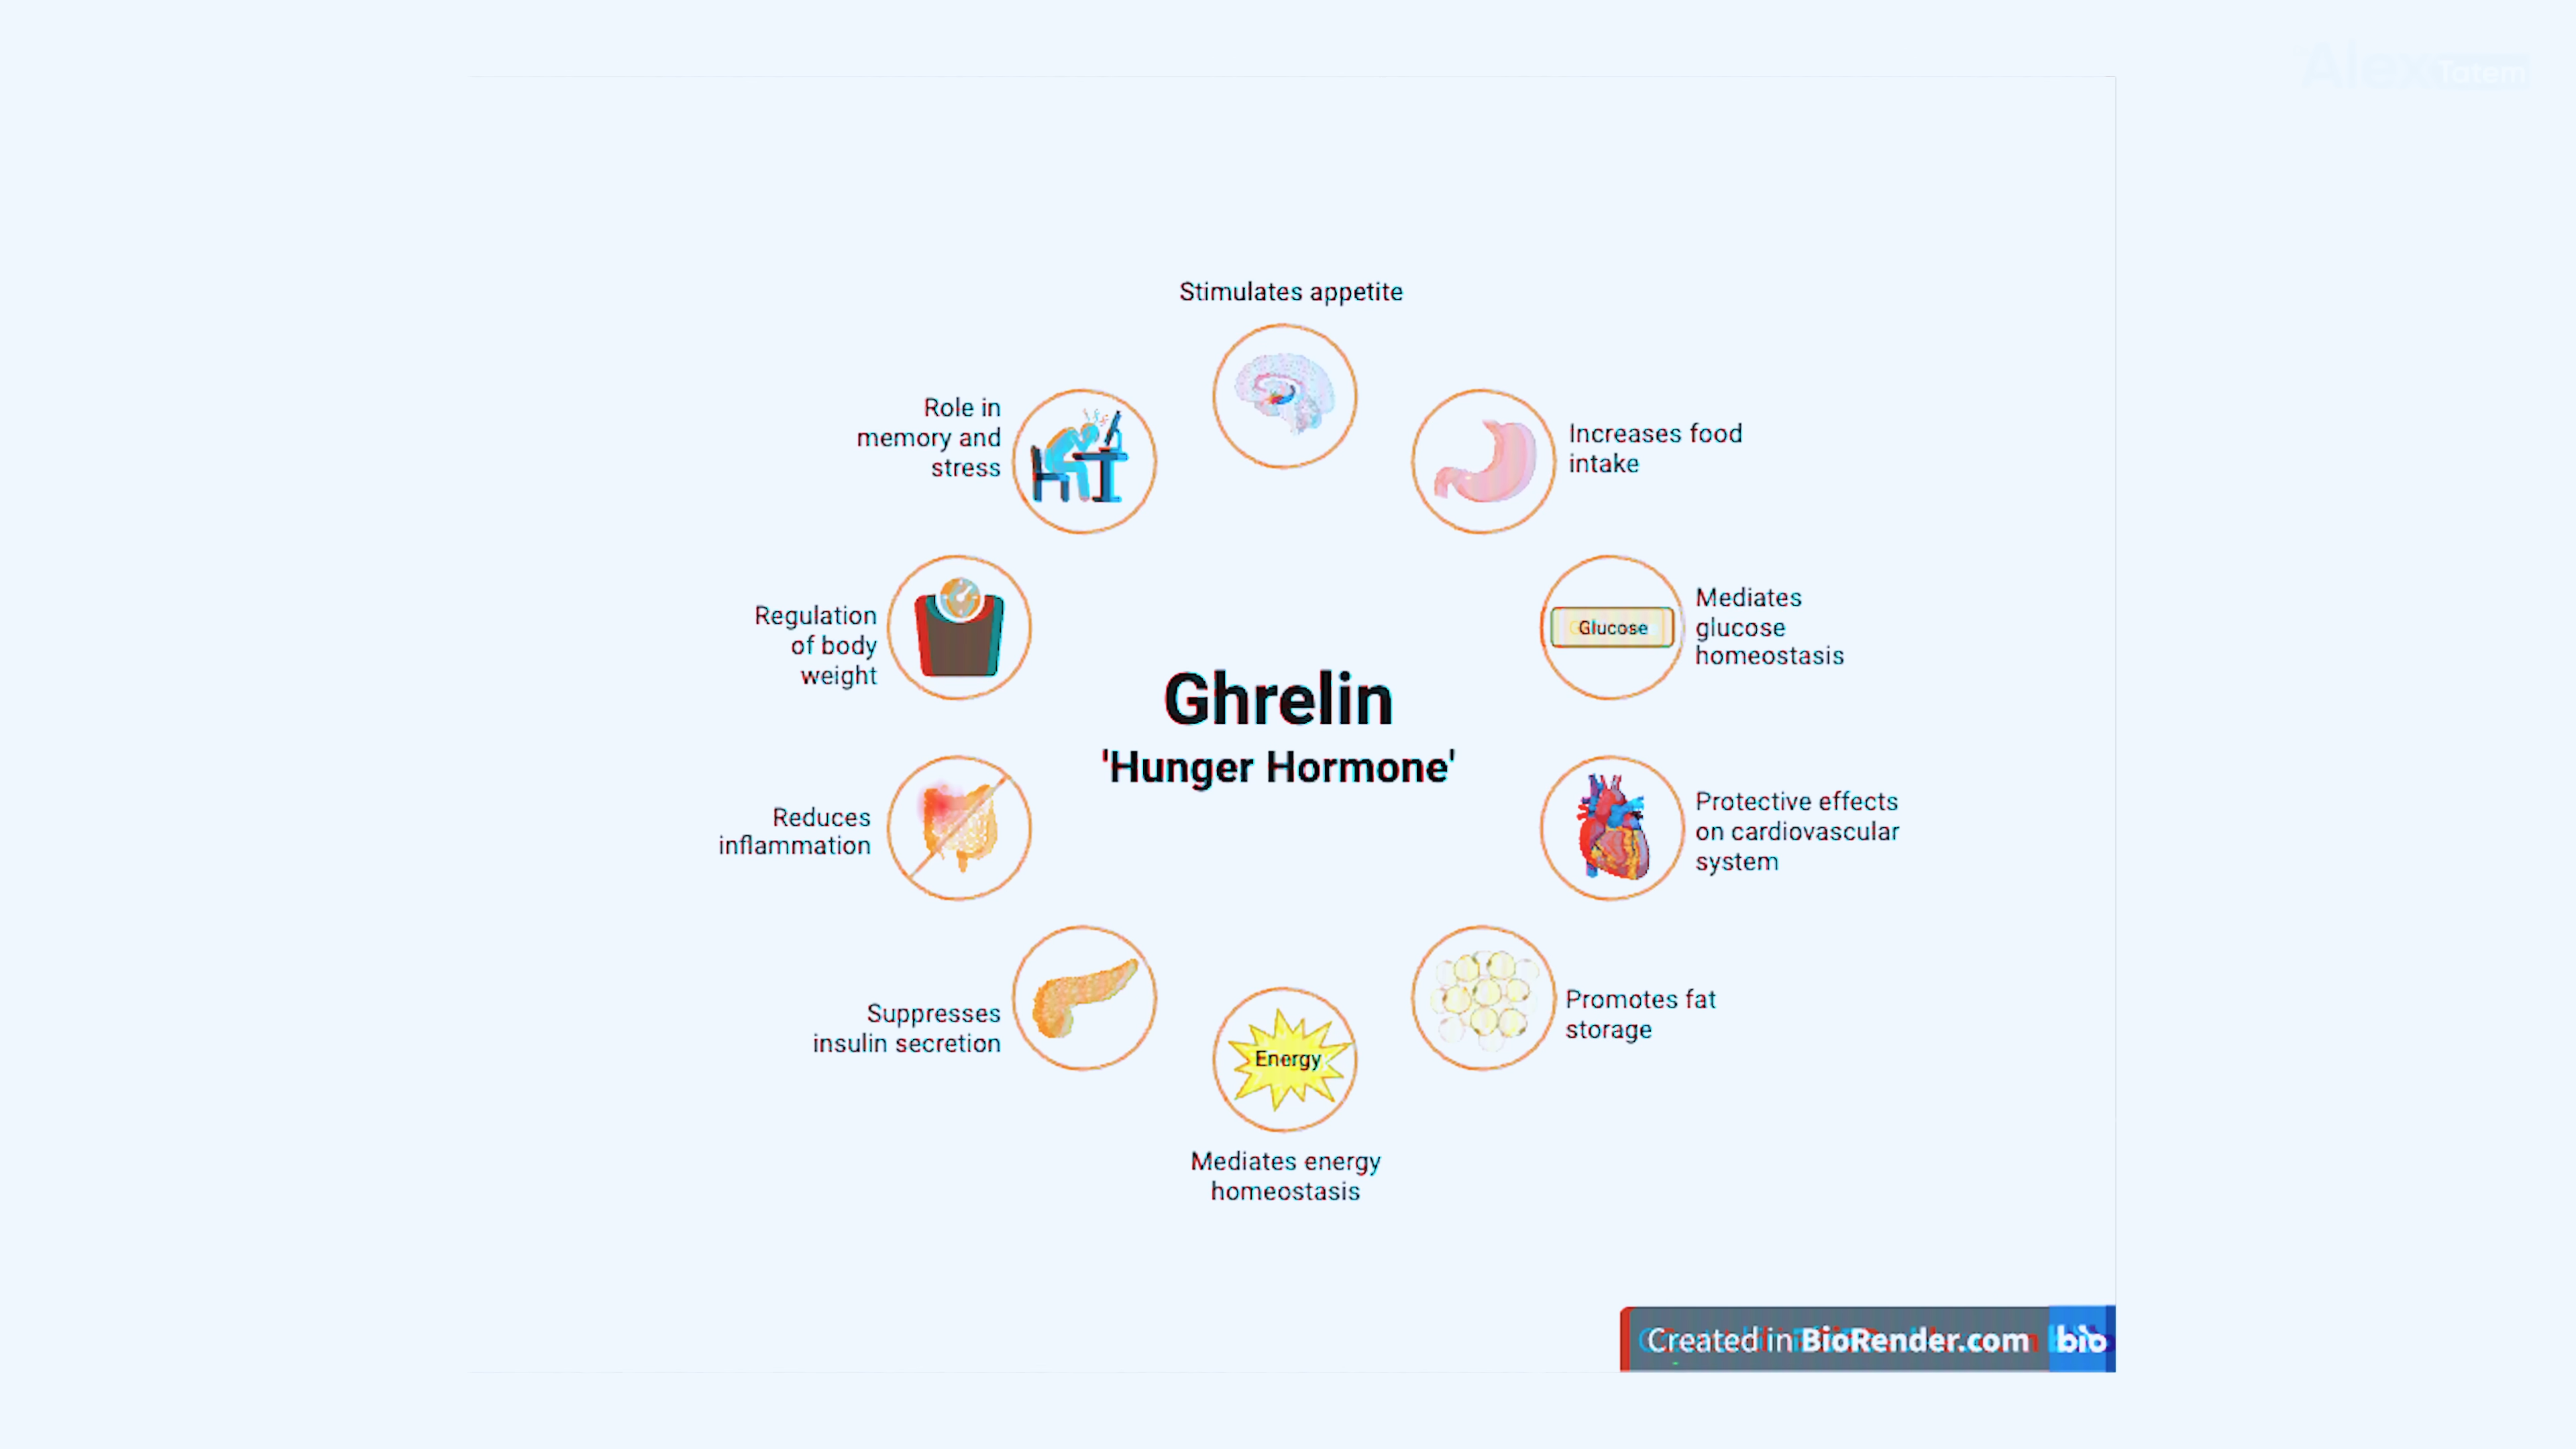 Alex Tatem
Stimulates appetite
Role in
memory and
stress
Increases food
intake
Regulation
of body
weight
Glucose
Mediates
glucose
homeostasis
Ghrelin
'Hunger Hormone'
Reduces
inflammation
Protective effects
on cardiovascular
system
Suppresses
insulin secretion
Energy
Promotes fat
storage
Mediates energy
homeostasis
Created in BioRender.com bio